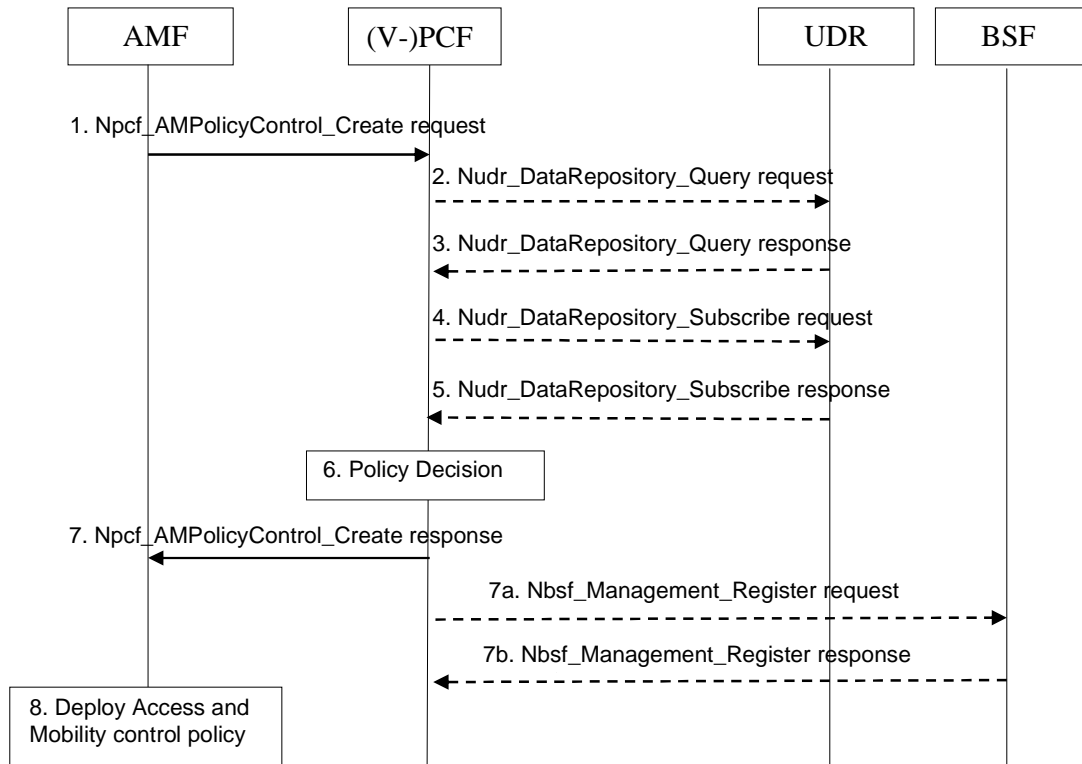 AMF
(V-)PCF
UDR
BSF
1. Npcf_AMPolicyControl_Create request
2. Nudr_DataRepository_Query request
3. Nudr_DataRepository_Query response
4. Nudr_DataRepository_Subscribe request
5. Nudr_DataRepository_Subscribe response
6. Policy Decision
7. Npcf_AMPolicyControl_Create response
7a. Nbsf_Management_Register request
7b. Nbsf_Management_Register response
8. Deploy Access and
Mobility control policy